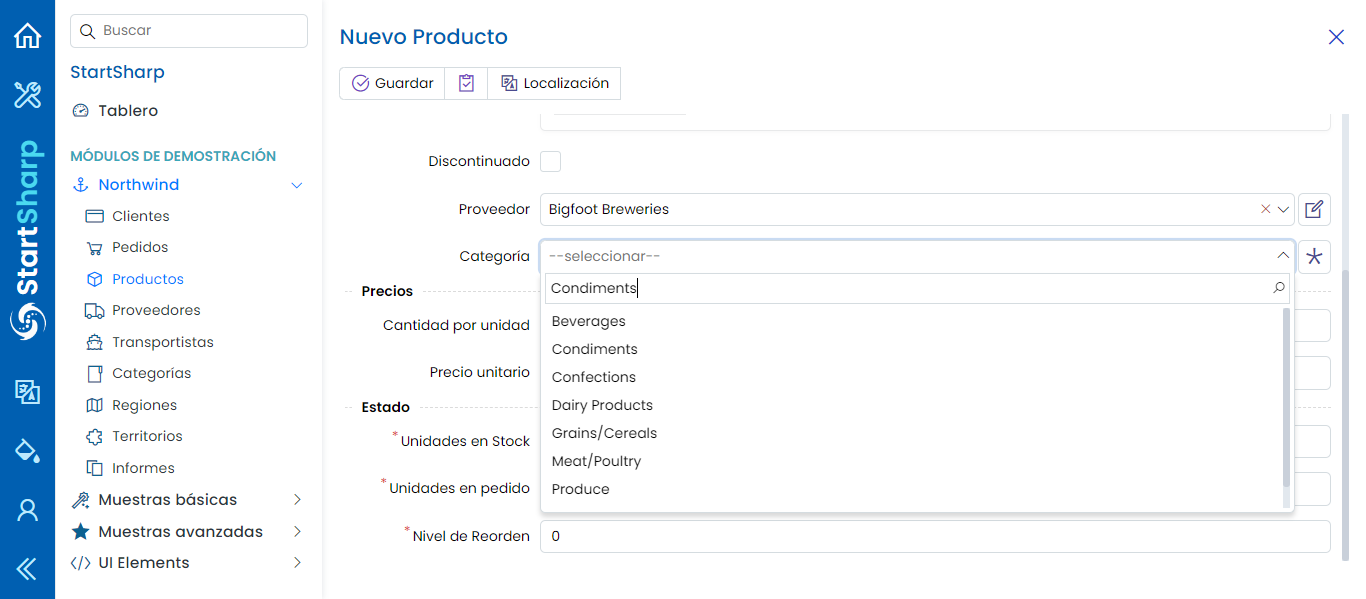 StartSharp
Buscar
StartSharp
Tablero
MÓDULOS DE DEMOSTRACIÓN
Northwind
Clientes
Pedidos
Productos
Proveedores
Transportistas
Categorías
Regiones
Territorios
Informes
Muestras básicas
Muestras avanzadas
UI Elements
Nuevo Producto
Guardar
Localización
Discontinuado
Proveedor
Bigfoot Breweries
Categoría
--seleccionar--
Condiments
Beverages
Condiments
Confections
Dairy Products
Grains/Cereals
Meat/Poultry
Produce
Precios
Cantidad por unidad
Precio unitario
Estado
*Unidades en Stock
*Unidades en pedido
*Nivel de Reorden
0